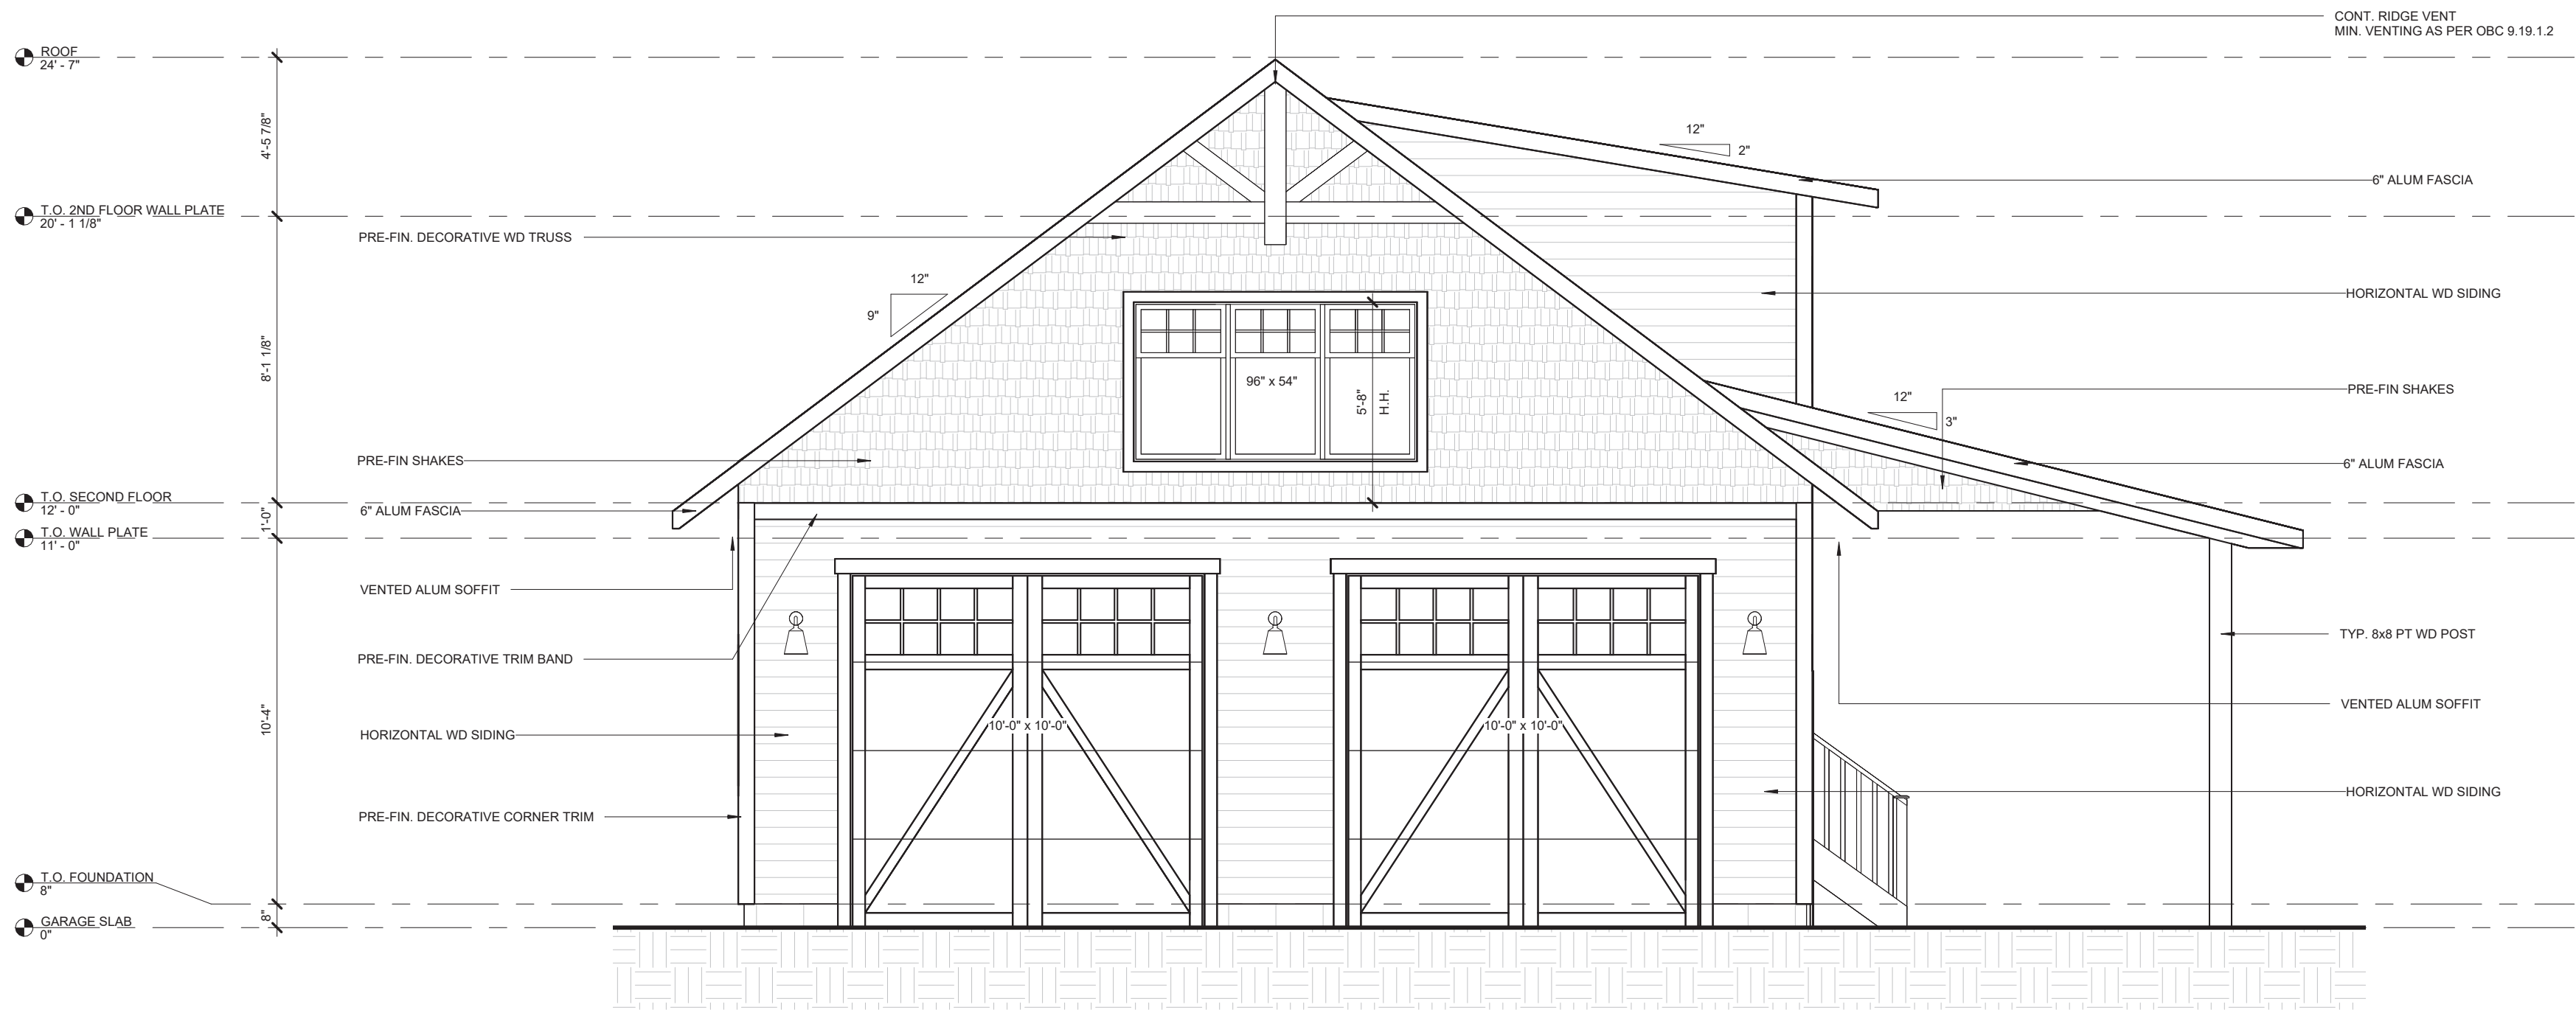 CONT. RIDGE VENT
MIN. VENTING AS PER OBC 9.19.1.2
ROOF
24' - 7"
4'-5 7/8"
12"
2"
6" ALUM FASCIA
T.O. 2ND FLOOR WALL PLATE
20' - 1 1/8"
PRE-FIN. DECORATIVE WD TRUSS
12"
9"
HORIZONTAL WD SIDING
8'-1 1/8"
96" x 54"
5'-8"
H.H.
12"
3"
PRE-FIN SHAKES
PRE-FIN SHAKES
6" ALUM FASCIA
T.O. SECOND FLOOR
12' - 0"
6" ALUM FASCIA
1'-0"
T.O. WALL PLATE
11' - 0"
VENTED ALUM SOFFIT
TYP. 8x8 PT WD POST
PRE-FIN. DECORATIVE TRIM BAND
VENTED ALUM SOFFIT
10'-4"
HORIZONTAL WD SIDING
10'-0" x 10'-0"
10'-0" x 10'-0"
HORIZONTAL WD SIDING
PRE-FIN. DECORATIVE CORNER TRIM
T.O. FOUNDATION
8"
8"
GARAGE SLAB
0"